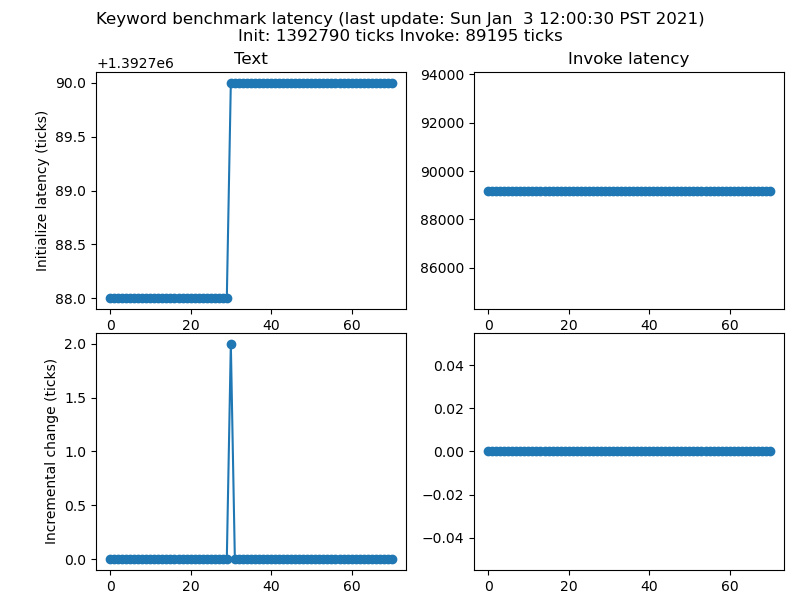 Keyword benchmark latency (last update: Sun Jan  3 12:00:30 PST 2021)
Init: 1392790 ticks Invoke: 89195 ticks
+1.3927e6
Text
Initialize latency (ticks)
90.0
89.5
89.0
88.5
88.0
0 20 40 60
Invoke latency
94000
92000
90000
88000
86000
0 20 40 60
Incremental change (ticks)
2.0
1.5
1.0
0.5
0.0
0 20 40 60
0.04
0.02
0.00
−0.02
−0.04
0 20 40 60